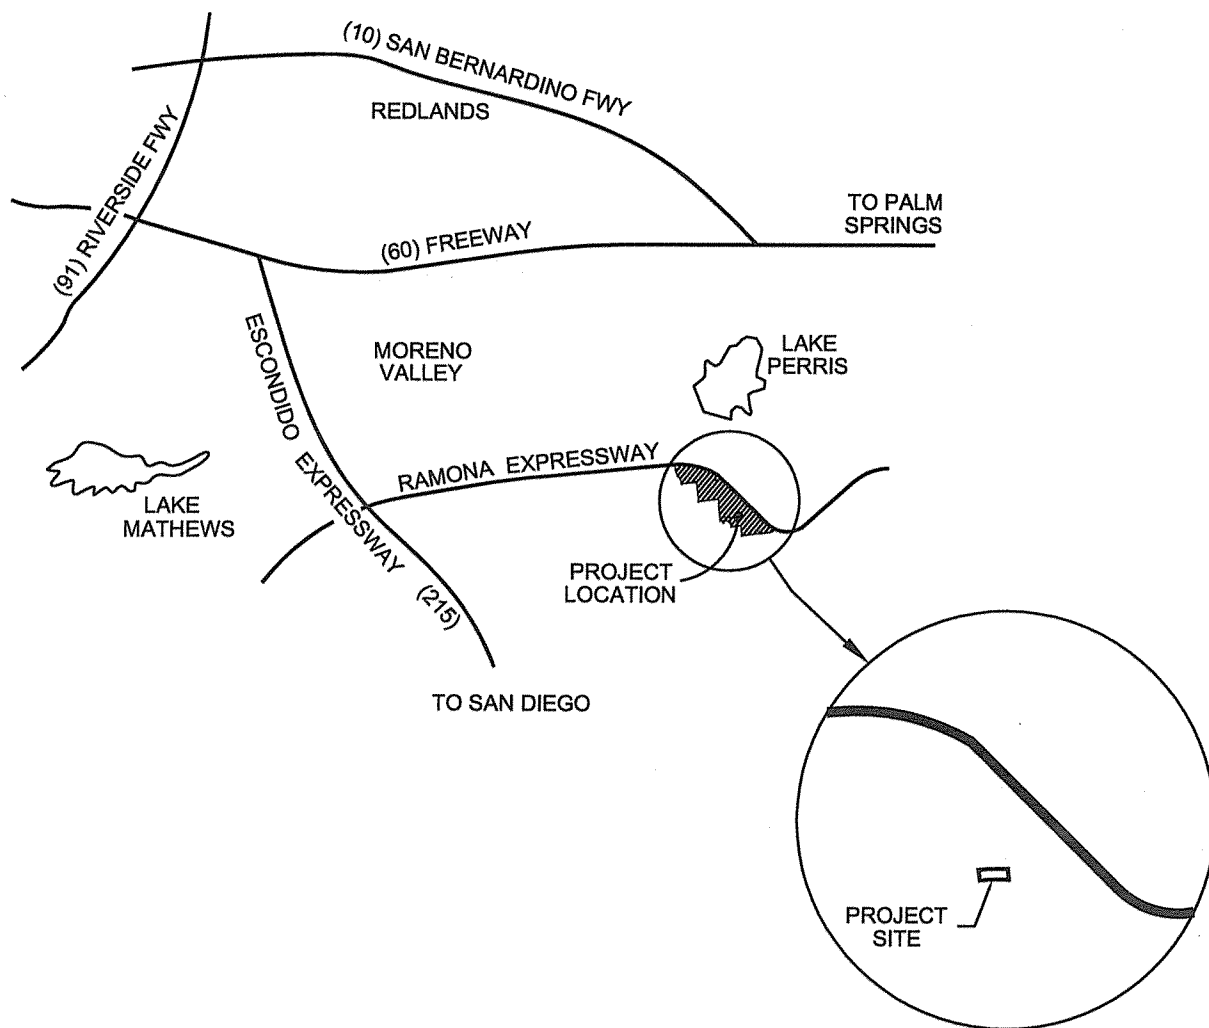 (10) SAN BERNARDINO FWY
REDLANDS
(91) RIVERSIDE FWY
TO PALM
SPRINGS
(60) FREEWAY
ESCONDIDO EXPRESSWAY (215)
MORENO
VALLEY
LAKE
PERRIS
RAMONA EXPRESSWAY
LAKE
MATHEWS
PROJECT
LOCATION
TO SAN DIEGO
PROJECT
SITE